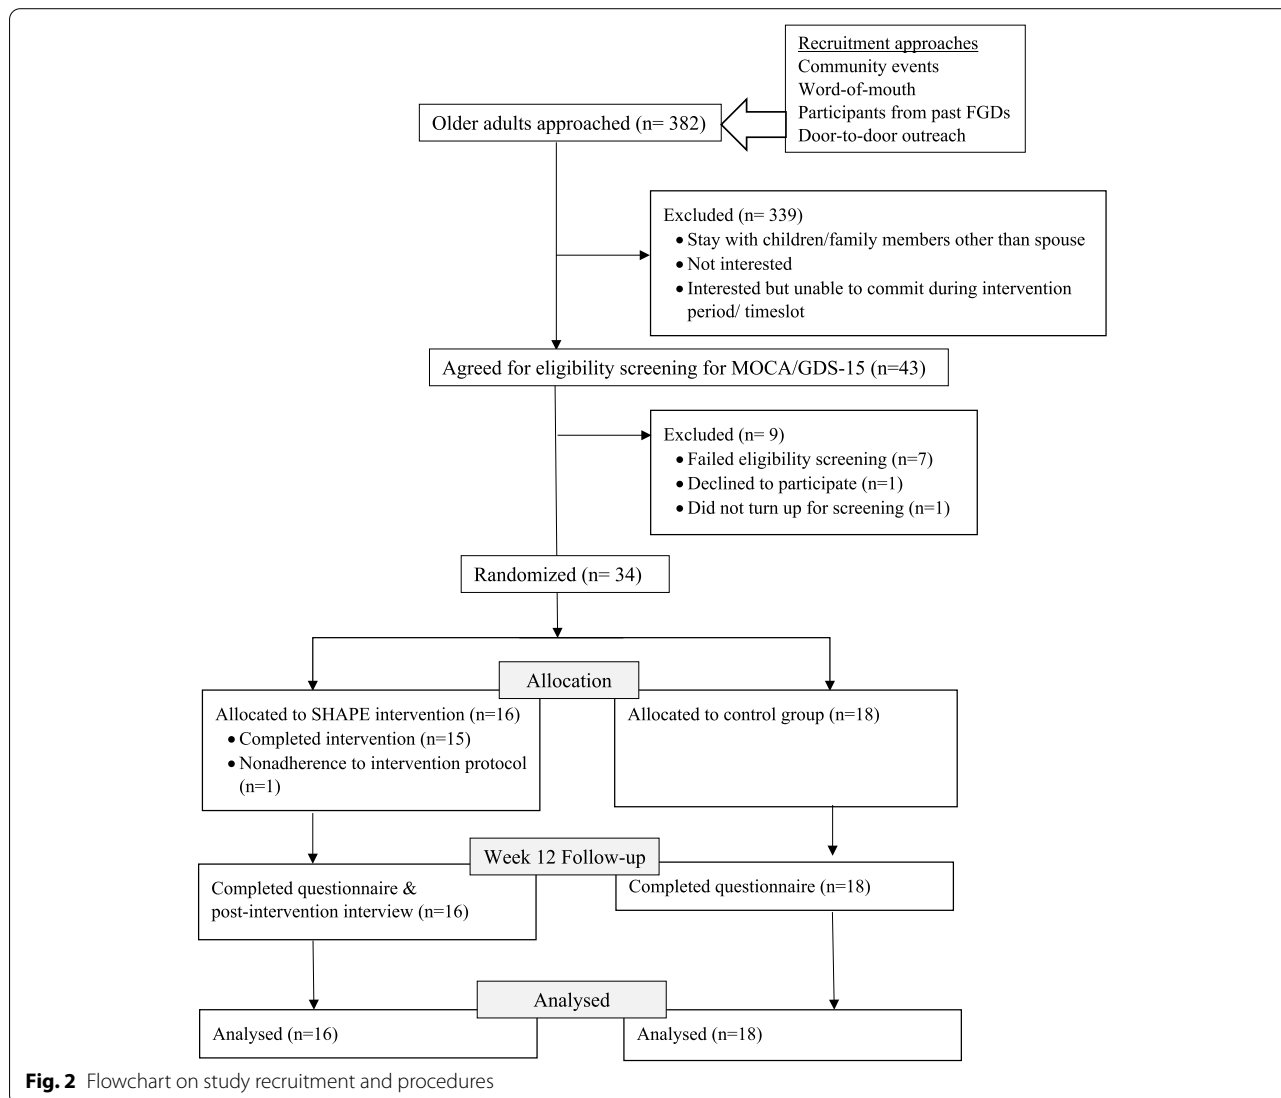 Recruitment approaches
Community events
Word-of-mouth
Participants from past FGDs
Door-to-door outreach
Older adults approached (n= 382)
Excluded (n= 339)
• Stay with children/family members other than spouse
• Not interested
• Interested but unable to commit during intervention
period/ timeslot
Agreed for eligibility screening for MOCA/GDS-15 (n=43)
Excluded (n= 9)
• Failed eligibility screening (n=7)
• Declined to participate (n=1)
• Did not turn up for screening (n=1)
Randomized (n= 34)
Allocation
Allocated to SHAPE intervention (n=16)
• Completed intervention (n=15)
• Nonadherence to intervention protocol
(n=1)
Allocated to control group (n=18)
Week 12 Follow-up
Completed questionnaire &
post-intervention interview (n=16)
Completed questionnaire (n=18)
Analysed
Analysed (n=16)
Analysed (n=18)
Fig. 2 Flowchart on study recruitment and procedures